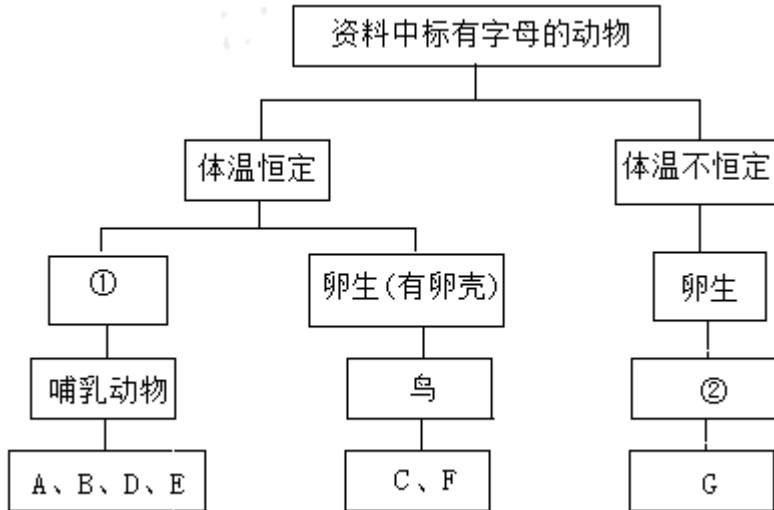 资料中标有字母的动物
体温恒定
体温不恒定
①
卵生(有卵壳)
卵生
哺乳动物
鸟
②
A、B、D、E
C、F
G